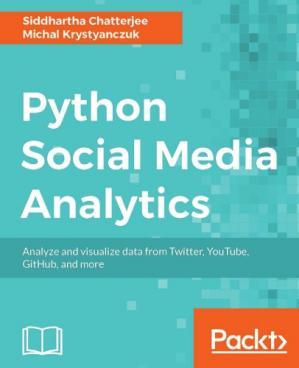 Siddhartha Chatterjee
Michal Krystyanczuk
Python
Social Media
Analytics
Analyze and visualize data from Twitter, YouTube,
GitHub, and more
Packt>